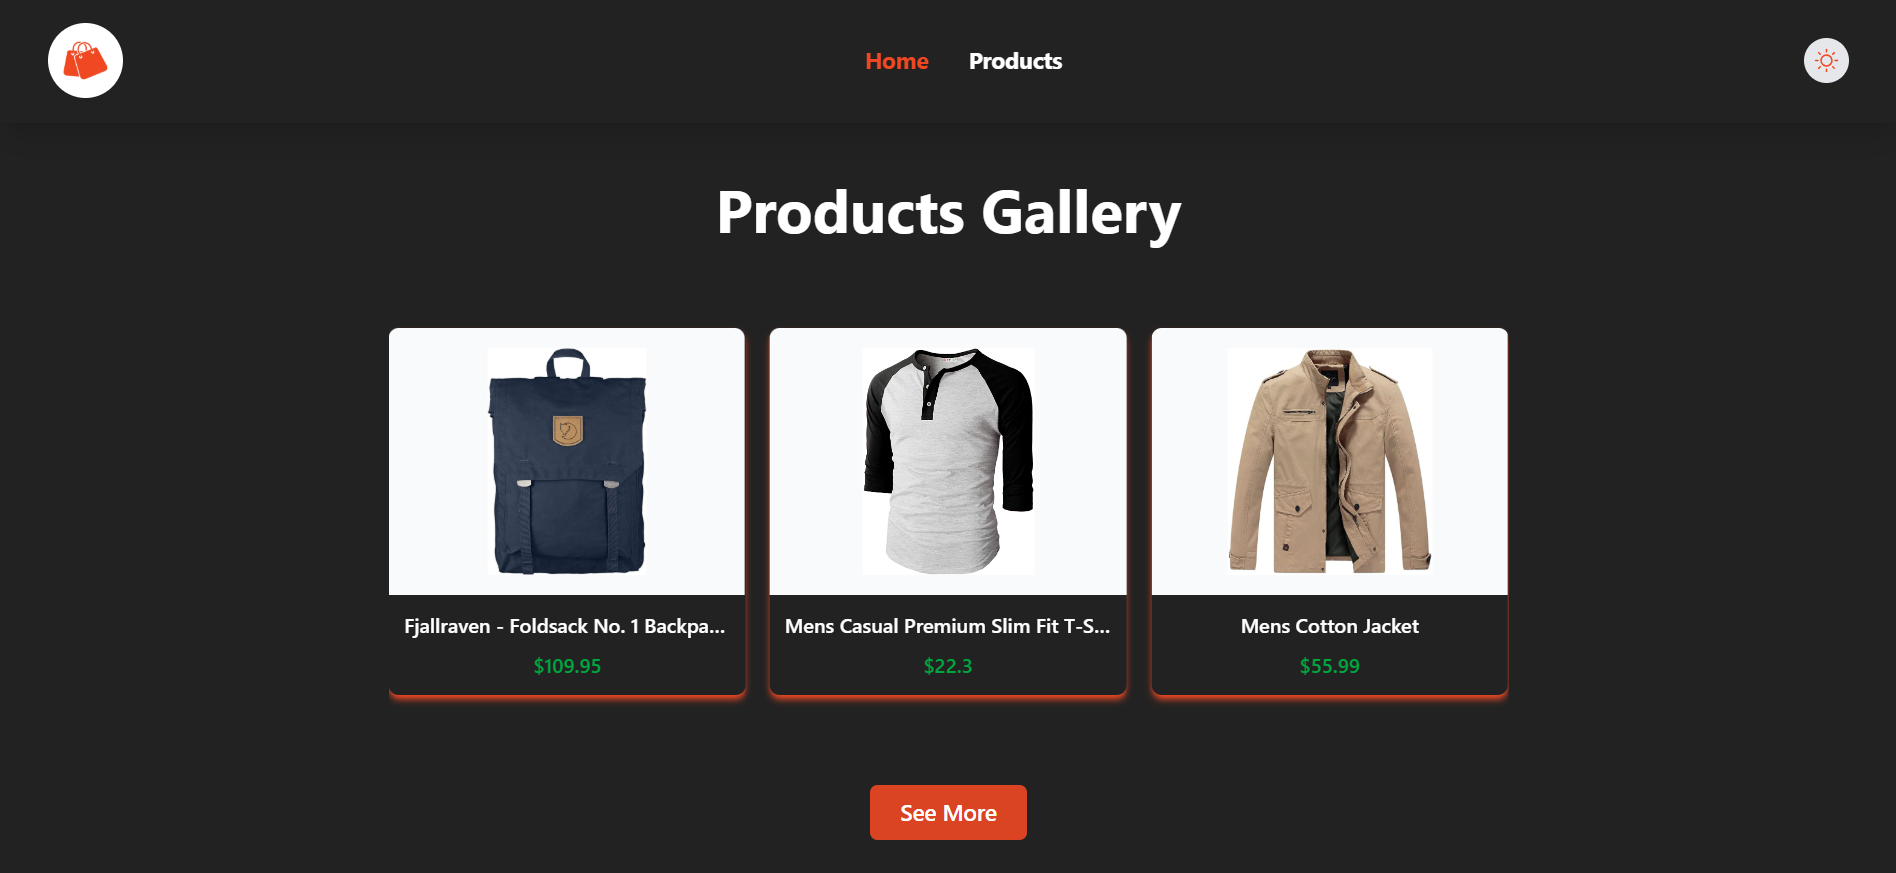 Home Products
Products Gallery
Fjallraven - Foldsack No. 1 Backpa...
$109.95
Mens Casual Premium Slim Fit T-S...
$22.3
Mens Cotton Jacket
$55.99
See More